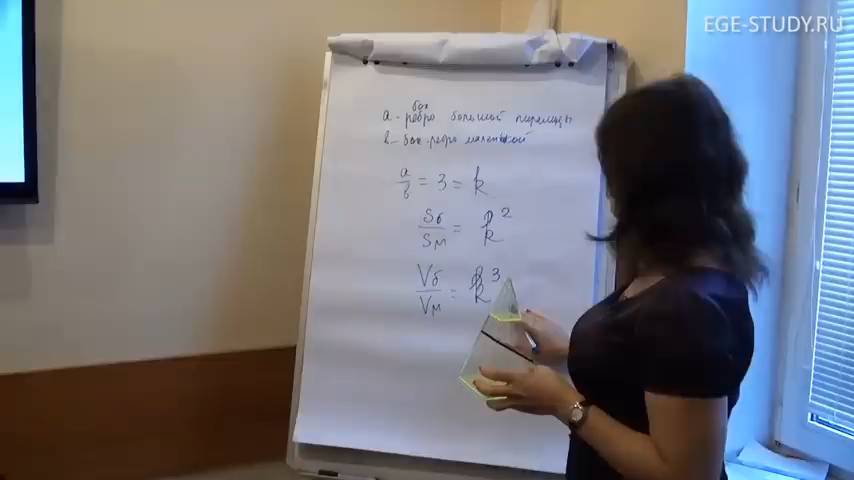 EGE-STUDY.RU
a - бок ребро большой пирамиды
b - бок. ребро маленькой
a/b = 3 = k
Sб/Sм = k²
Vб/Vм = k³